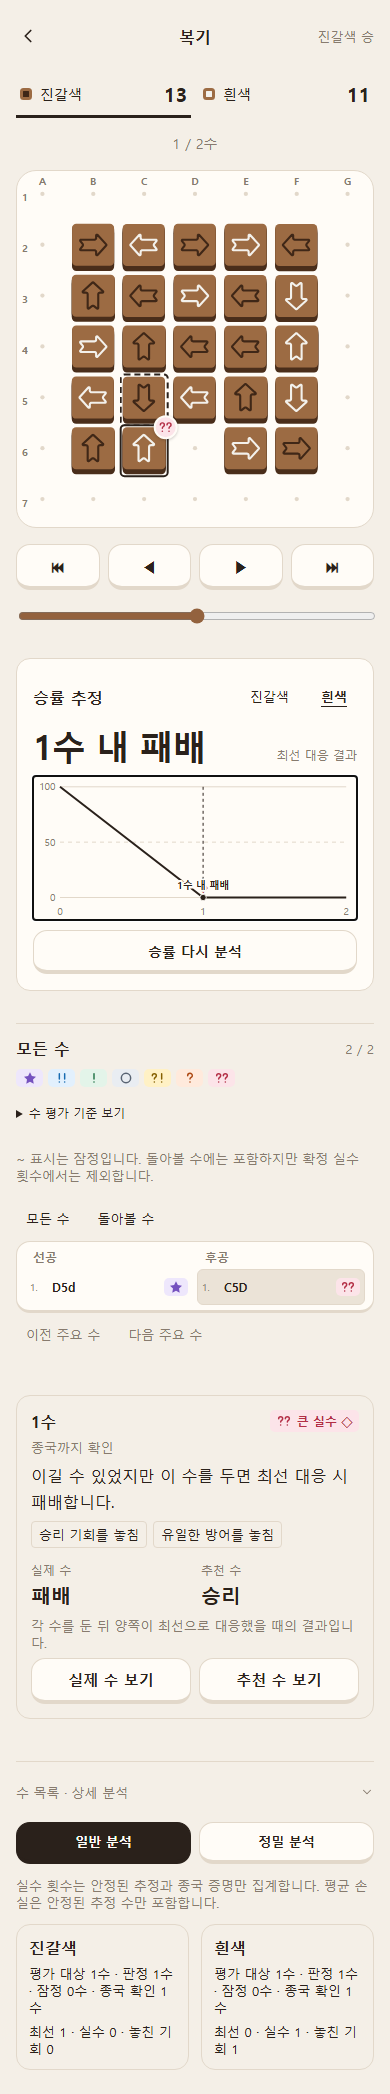 복기
진갈색 승
진갈색 13 흰색 11
1 / 2수
A B C D E F G
1
2
3
4
5
??
6
7
⏮ ◀ ▶ ⏭
승률 추정 진갈색 흰색
1수 내 패배 최선 대응 결과
100
50
1수 내 패배
0
0 1 2
승률 다시 분석
모든 수 2 / 2
★ !! ! ○ ?! ? ??
▶ 수 평가 기준 보기
~ 표시는 잠정입니다. 돌아볼 수에는 포함하지만 확정 실수
횟수에서는 제외합니다.
모든 수 돌아볼 수
선공 후공
1. D5d ★ 1. C5D ??
이전 주요 수 다음 주요 수
1수 ?? 큰 실수 ◇
종국까지 확인
이길 수 있었지만 이 수를 두면 최선 대응 시
패배합니다.
승리 기회를 놓침 유일한 방어를 놓침
실제 수 추천 수
패배 승리
각 수를 둔 뒤 양쪽이 최선으로 대응했을 때의 결과입니
다.
실제 수 보기 추천 수 보기
수 목록 · 상세 분석
일반 분석 정밀 분석
실수 횟수는 안정된 추정과 종국 증명만 집계합니다. 평균 손
실은 안정된 추정 수만 포함합니다.
진갈색
평가 대상 1수 · 판정 1수
· 잠정 0수 · 종국 확인 1
수
최선 1 · 실수 0 · 놓친 기
회 0
흰색
평가 대상 1수 · 판정 1수
· 잠정 0수 · 종국 확인 1
수
최선 0 · 실수 1 · 놓친 기
회 1